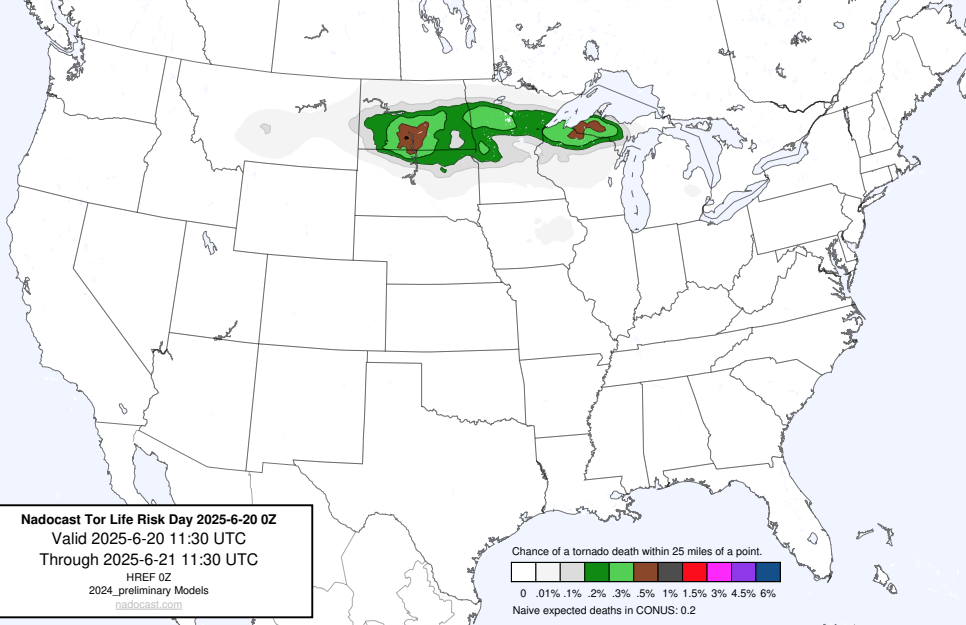 Nadocast Tor Life Risk Day 2025-6-20 0Z
Valid 2025-6-20 11:30 UTC
Through 2025-6-21 11:30 UTC
HREF 0Z
2024_preliminary Models
nadocast.com
Chance of a tornado death within 25 miles of a point.
0 .01% .1% .2% .3% .5% 1% 1.5% 3% 4.5% 6%
Naive expected deaths in CONUS: 0.2